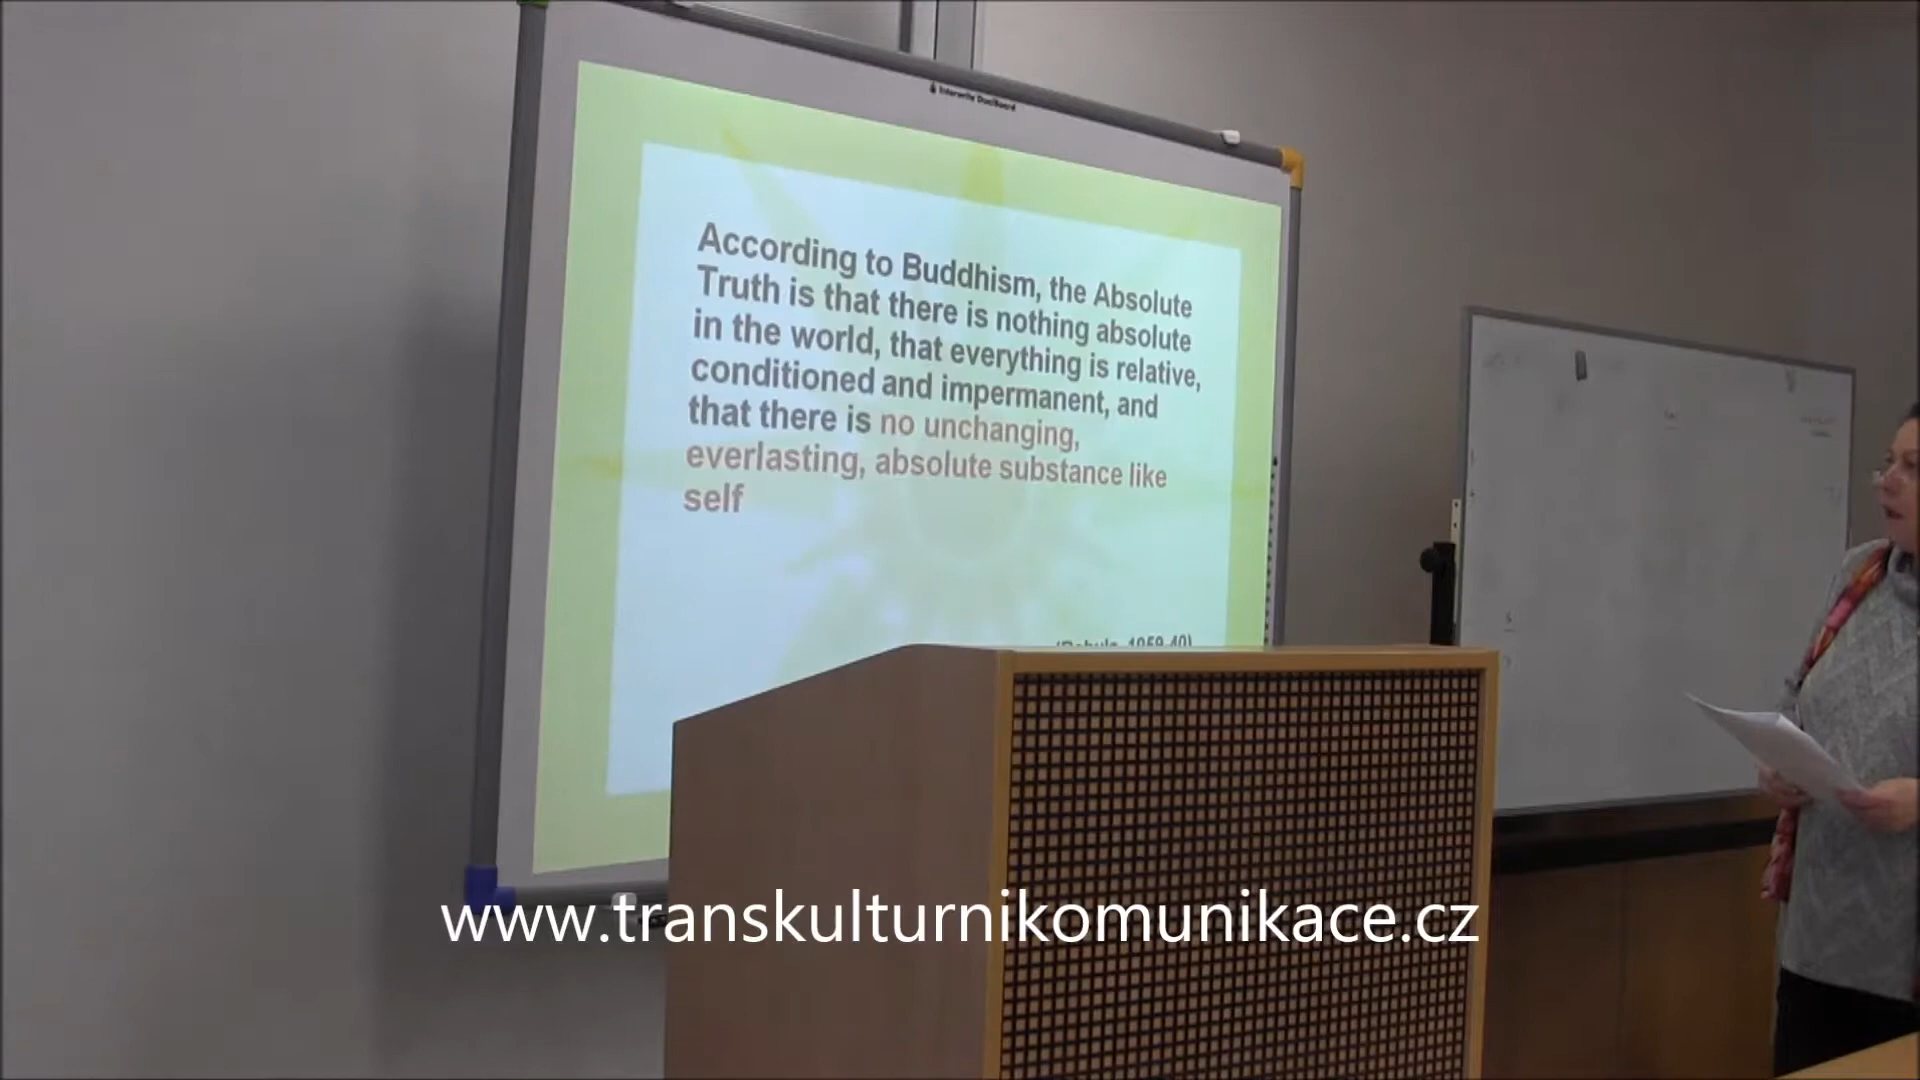 According to Buddhism, the Absolute
Truth is that there is nothing absolute
in the world, that everything is relative,
conditioned and impermanent, and
that there is no unchanging,
everlasting, absolute substance like
self
www.transkulturnikomunikace.cz